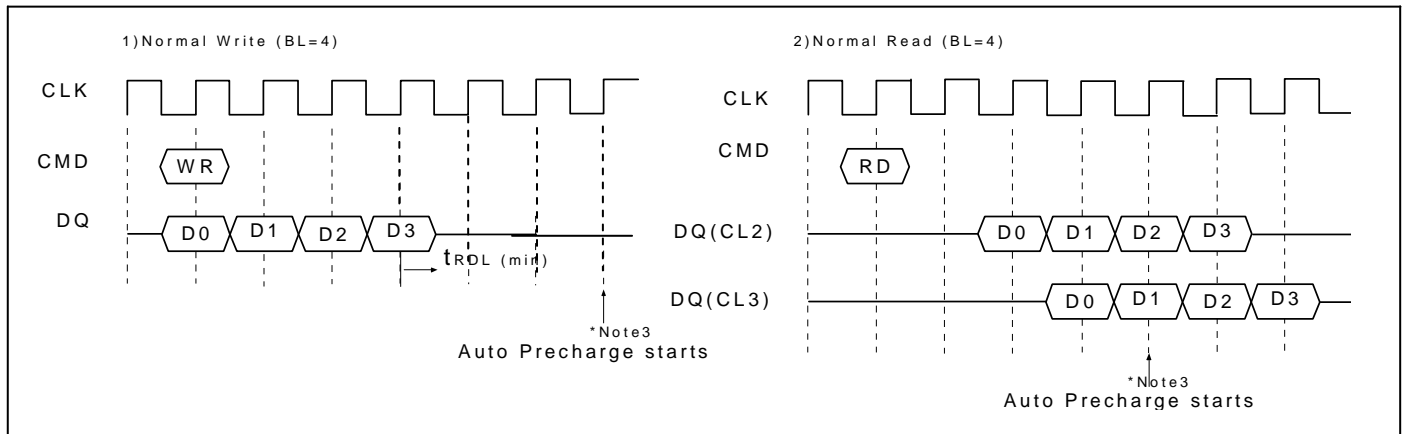 1)Normal Write (BL=4)
CLK
CMD
WR
DQ
D0 D1 D2 D3
tRDL (min)
*Note3
Auto Precharge starts
2)Normal Read (BL=4)
CLK
CMD
RD
DQ(CL2)
D0 D1 D2 D3
DQ(CL3)
D0 D1 D2 D3
*Note3
Auto Precharge starts